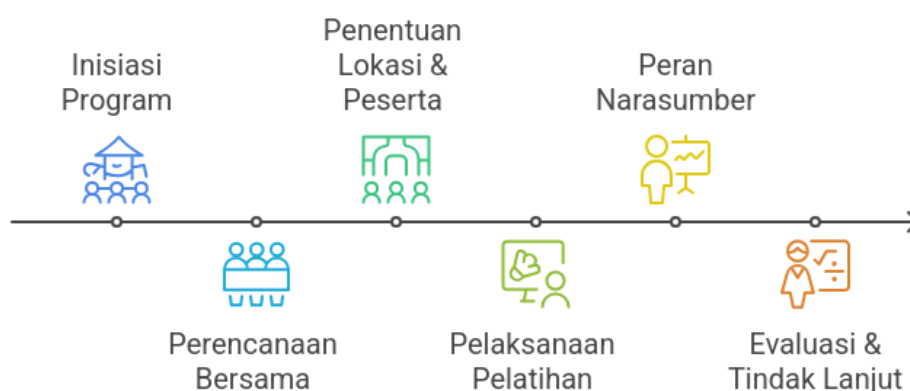 Inisiasi
Program
Perencanaan
Bersama
Penentuan
Lokasi &
Peserta
Pelaksanaan
Pelatihan
Peran
Narasumber
Evaluasi &
Tindak Lanjut